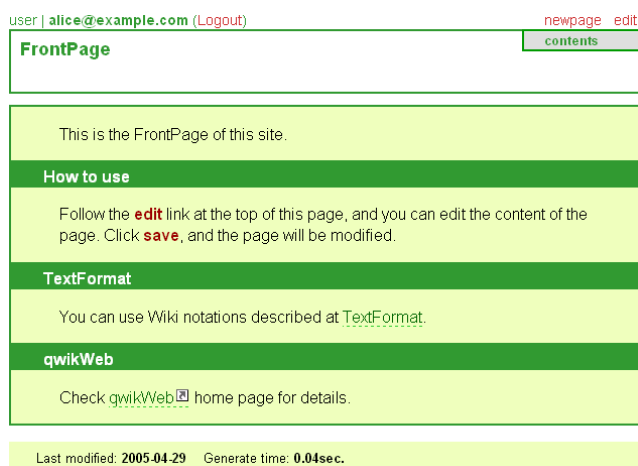 user | alice@example.com (Logout) newpage edit
FrontPage contents
This is the FrontPage of this site.
How to use
Follow the edit link at the top of this page, and you can edit the content of the
page. Click save, and the page will be modified.
TextFormat
You can use Wiki notations described at TextFormat.
qwikWeb
Check qwikWeb home page for details.
Last modified: 2005-04-29 Generate time: 0.04sec.